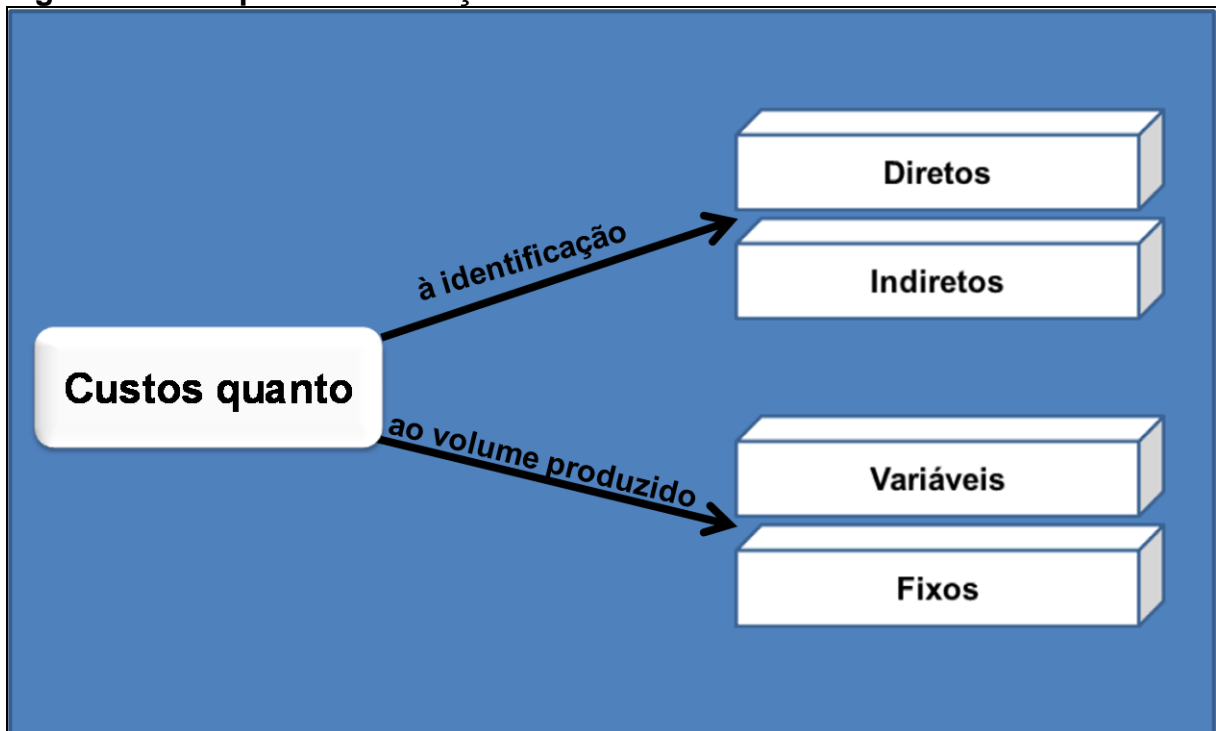 Diretos
à identificação
Indiretos
Custos quanto
ao volume produzido
Variáveis
Fixos